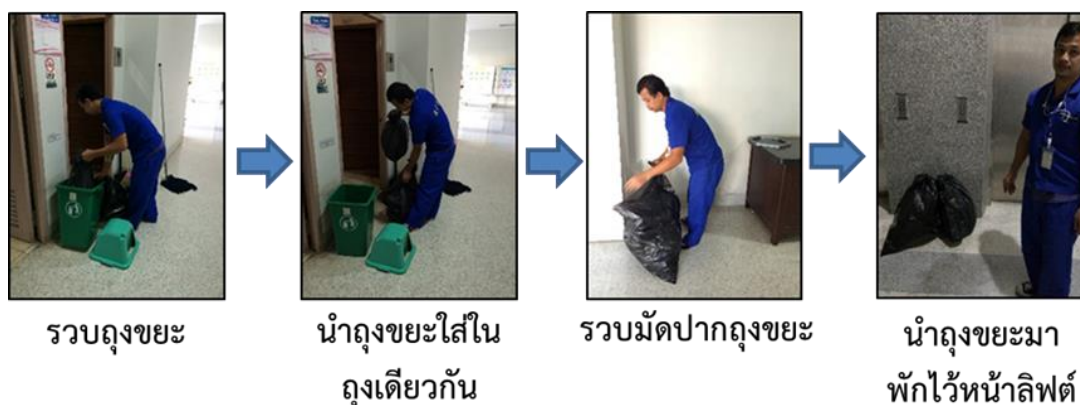 รวบถุงขยะ
นำถุงขยะใส่ใน
ถุงเดียวกัน
รวบมัดปากถุงขยะ
นำถุงขยะมา
พักไว้หน้าลิฟต์